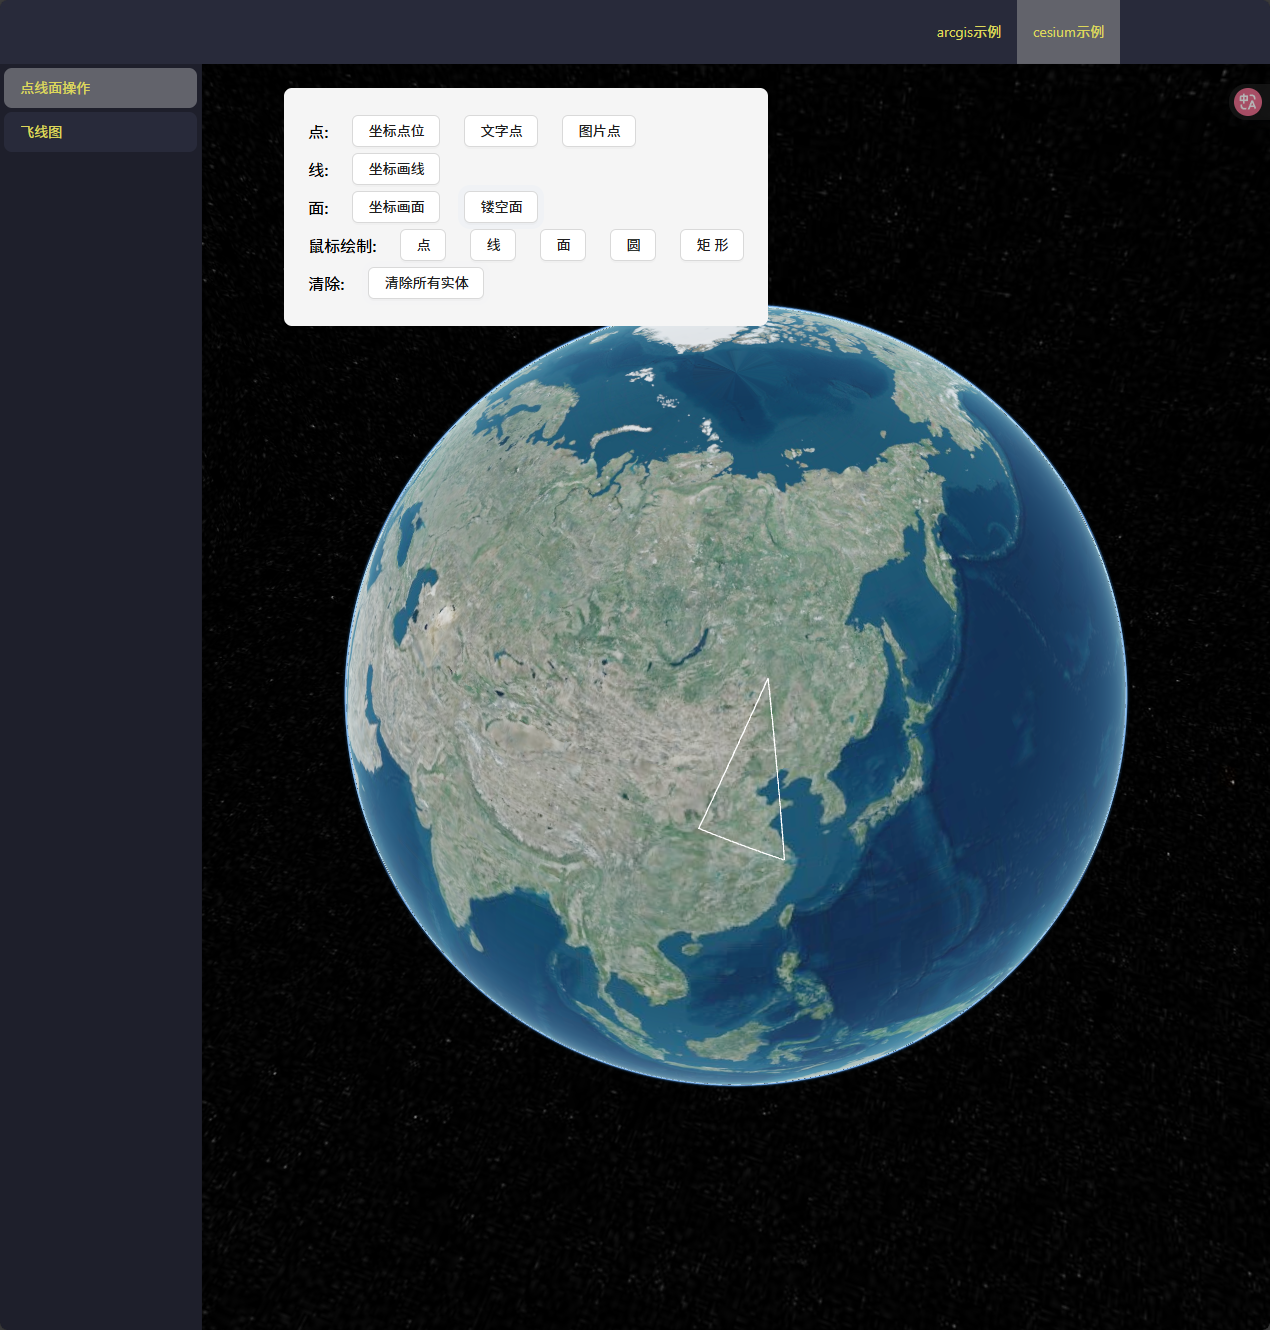 arcgis示例 cesium示例
点线面操作
飞线图
点: 坐标点位 文字点 图片点
线: 坐标画线
面: 坐标画面 镂空面
鼠标绘制: 点 线 面 圆 矩 形
清除: 清除所有实体
中 A